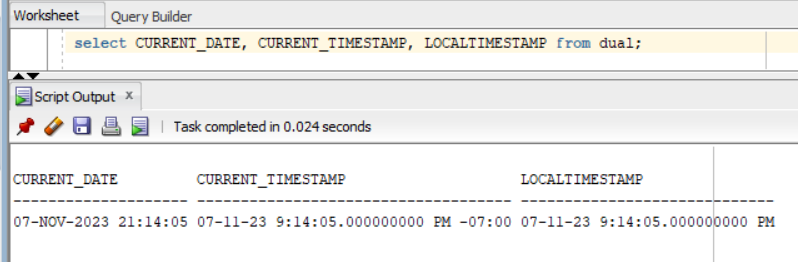 Worksheet Query Builder
select CURRENT_DATE, CURRENT_TIMESTAMP, LOCALTIMESTAMP from dual;
Script Output x
Task completed in 0.024 seconds
CURRENT_DATE CURRENT_TIMESTAMP LOCALTIMESTAMP
--------------------- -------------------------------------- -------------------------------
07-NOV-2023 21:14:05 07-11-23 9:14:05.000000000 PM -07:00 07-11-23 9:14:05.000000000 PM